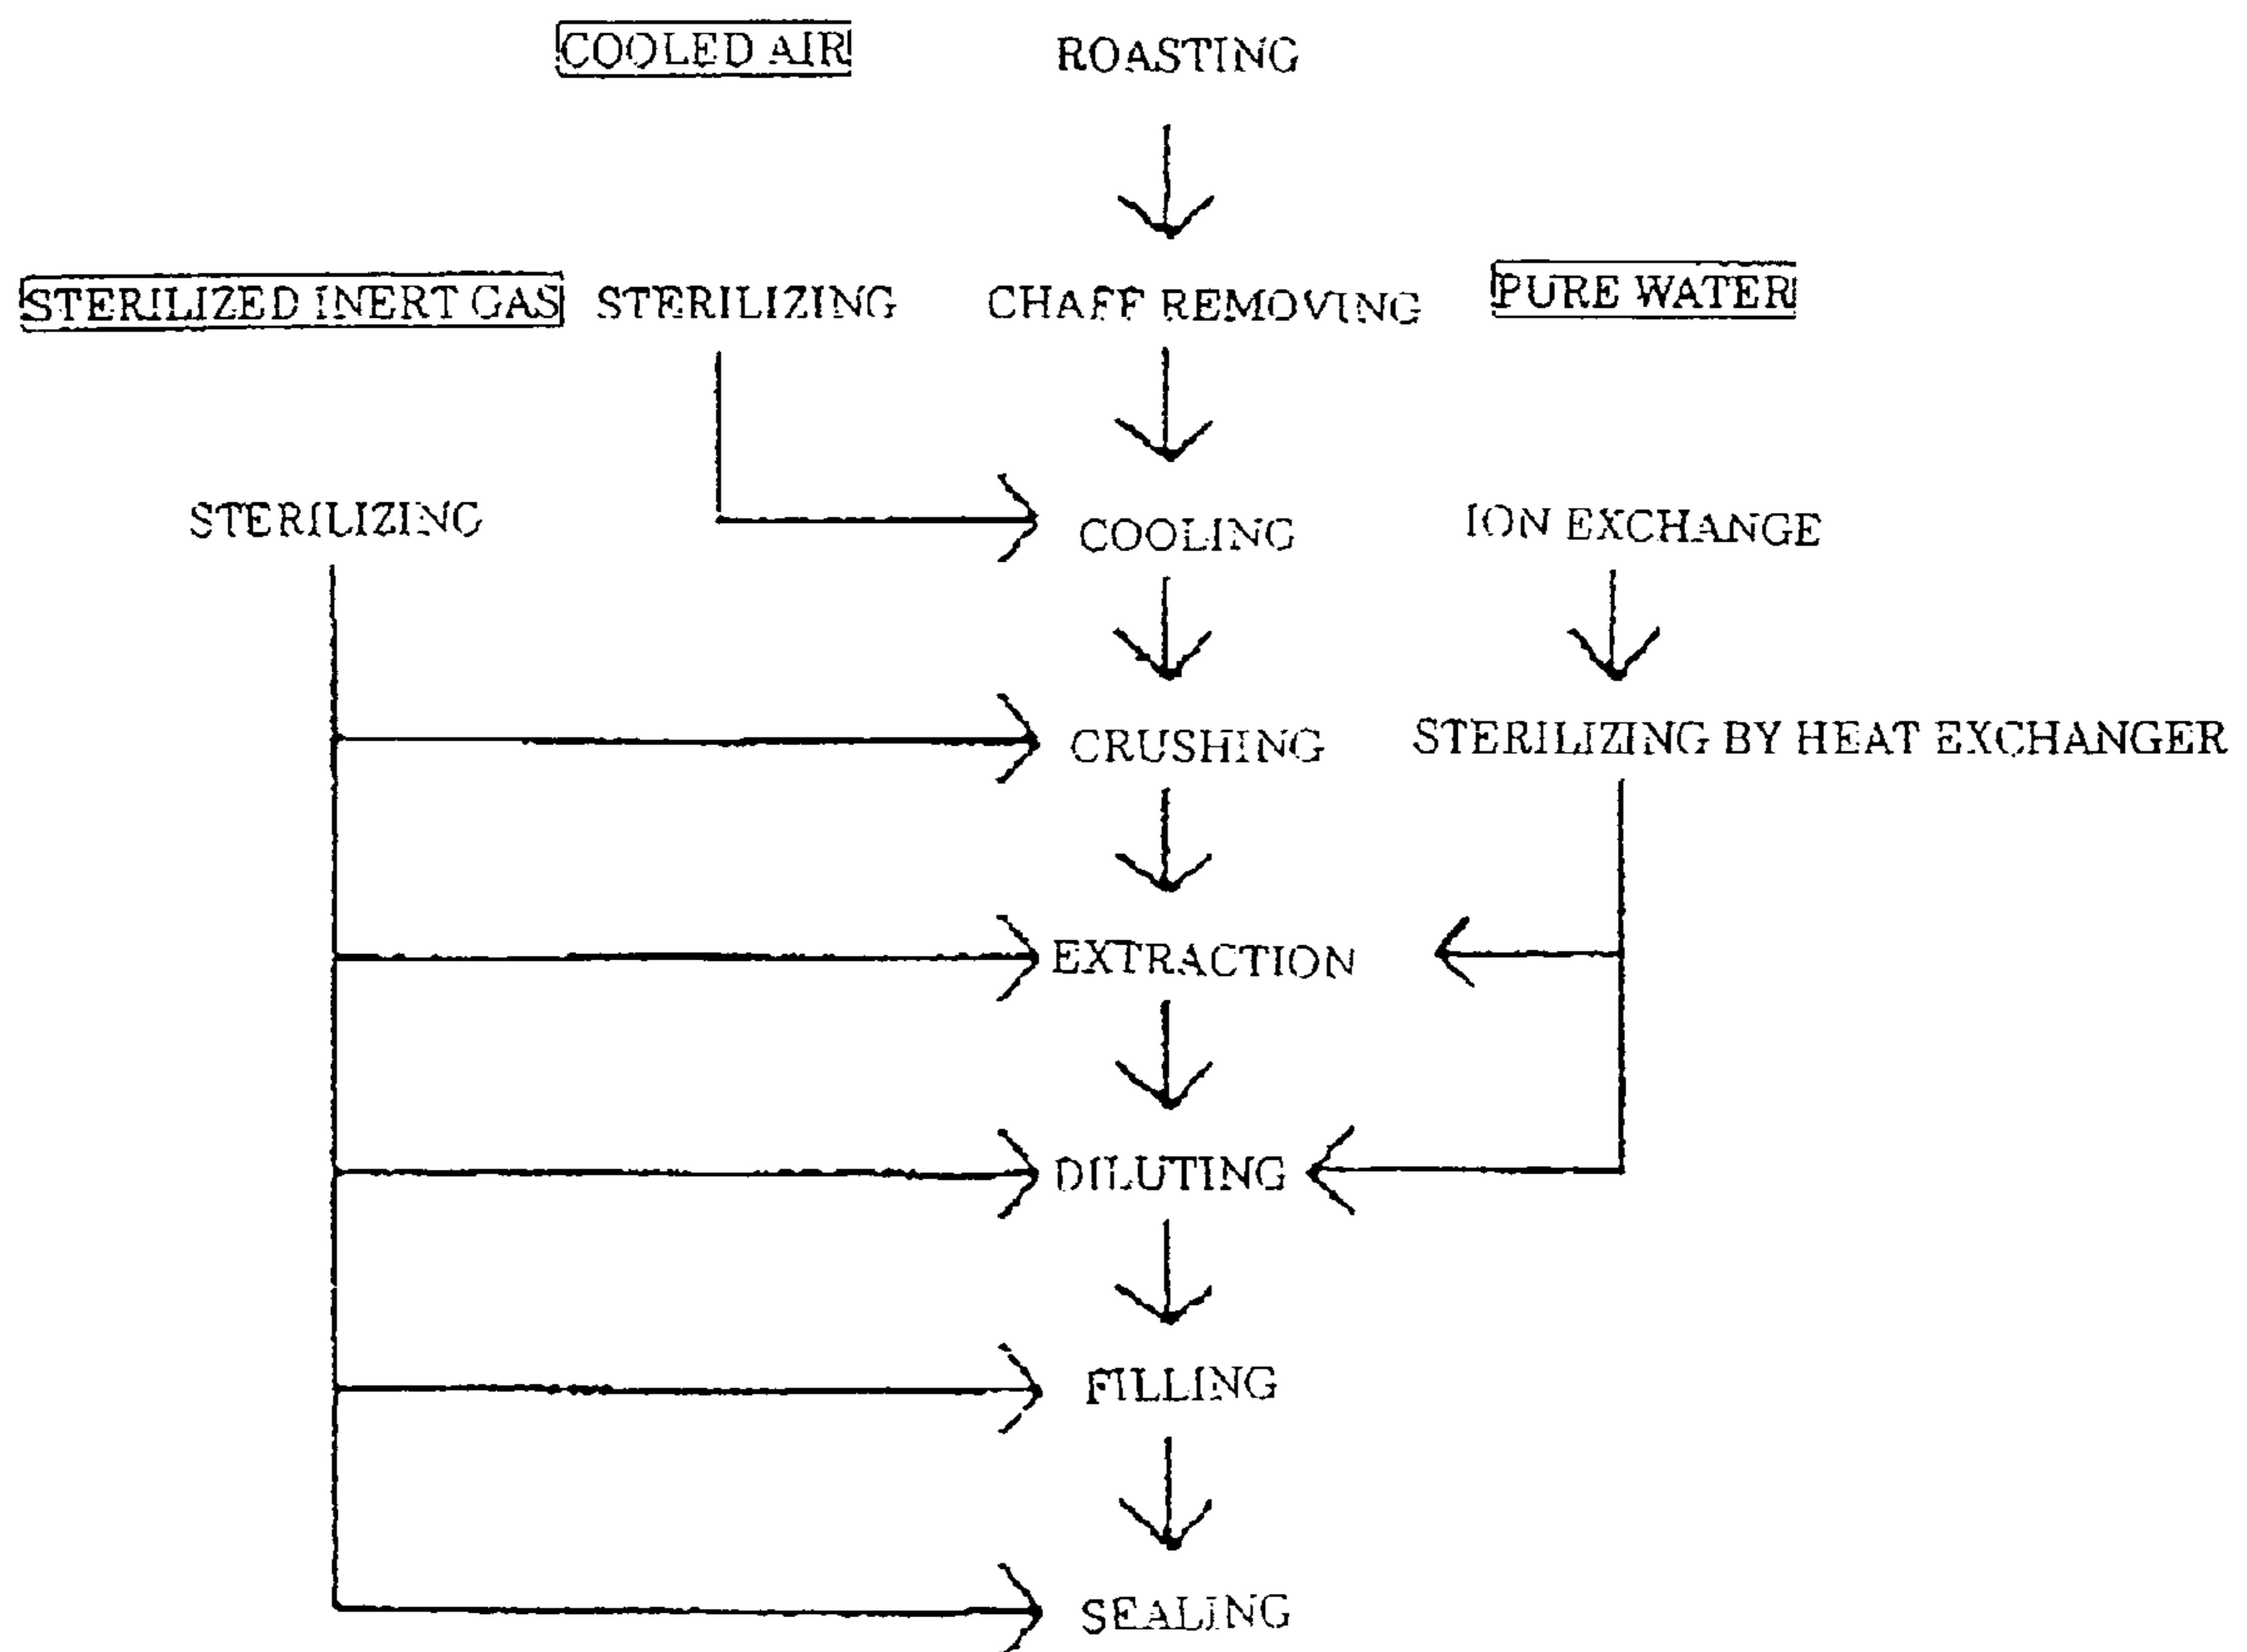 COOLED AIR ROASTING
STERILIZED INERT GAS STERILIZING CHAFF REMOVING PURE WATER
STERILIZING COOLING ION EXCHANGE
CRUSHING STERILIZING BY HEAT EXCHANGER
EXTRACTION
DILUTING
FILLING
SEALING